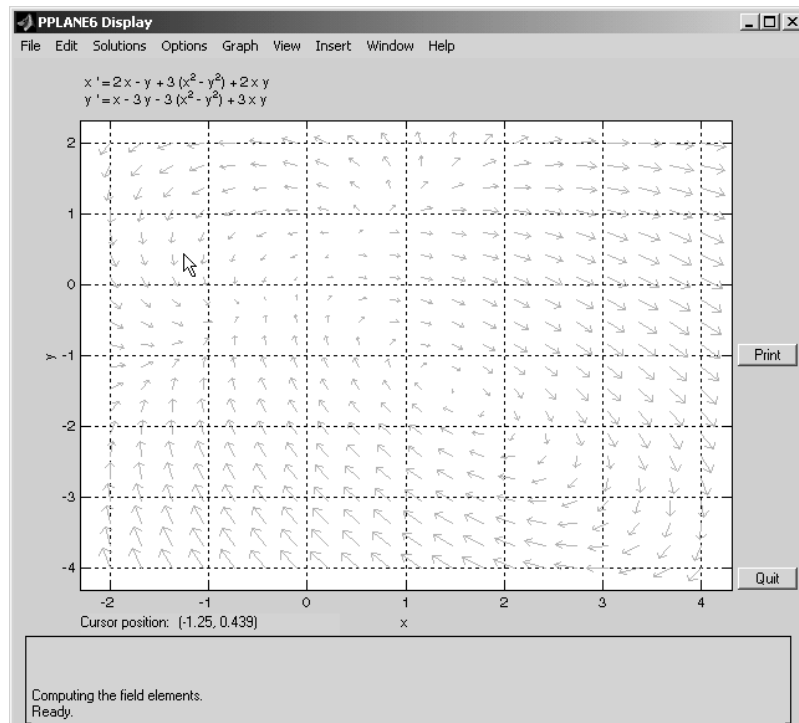 PPLANE6 Display
File Edit Solutions Options Graph View Insert Window Help
x ' = 2 x - y + 3 (x² - y²) + 2 x y
y ' = x - 3 y - 3 (x² - y²) + 3 x y
2
1
0
-1
-2
-3
-4
y
-2 -1 0 1 2 3 4
x
Print
Quit
Cursor position: (-1.25, 0.439)
Computing the field elements.
Ready.